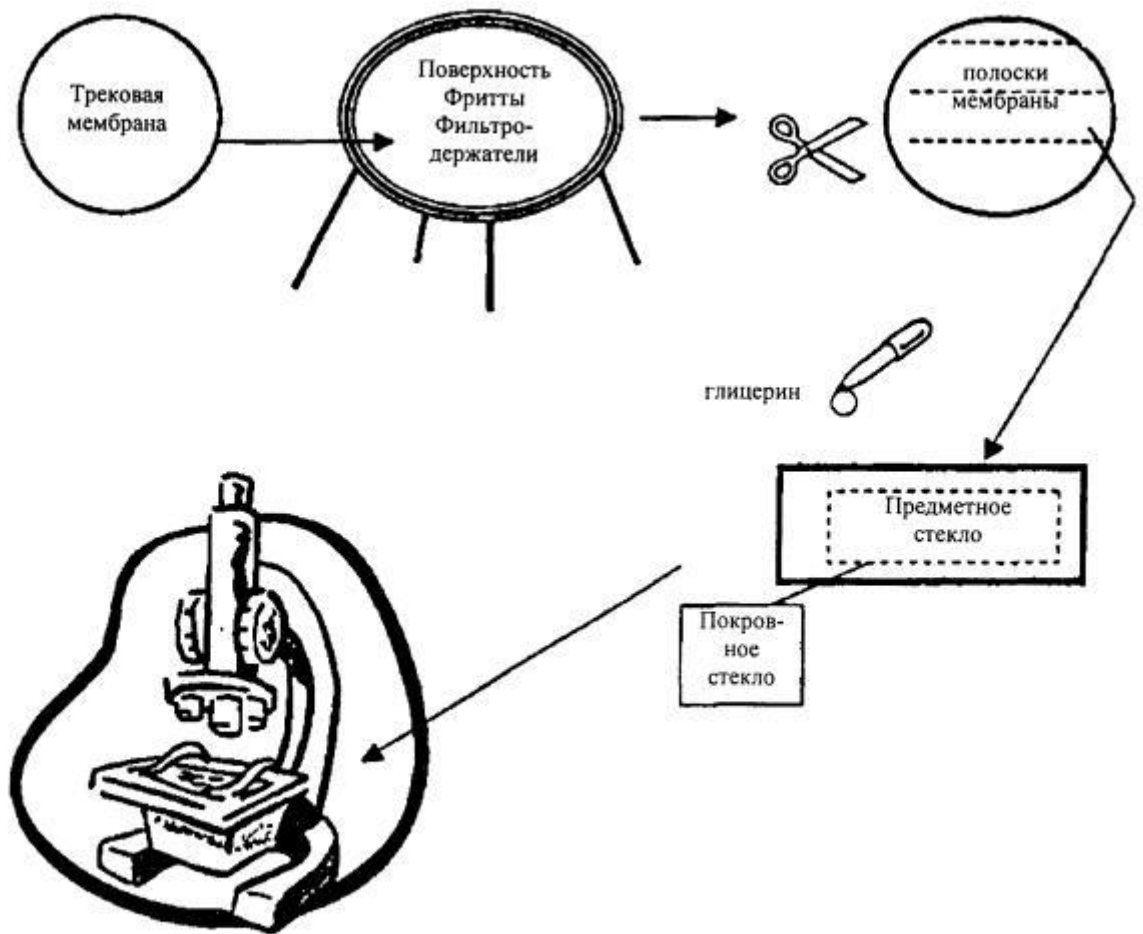 Трековая
мембрана
Поверхность
Фритты
Фильтро-
держатели
полоски
мембраны
глицерин
Предметное
стекло
Покров-
ное
стекло